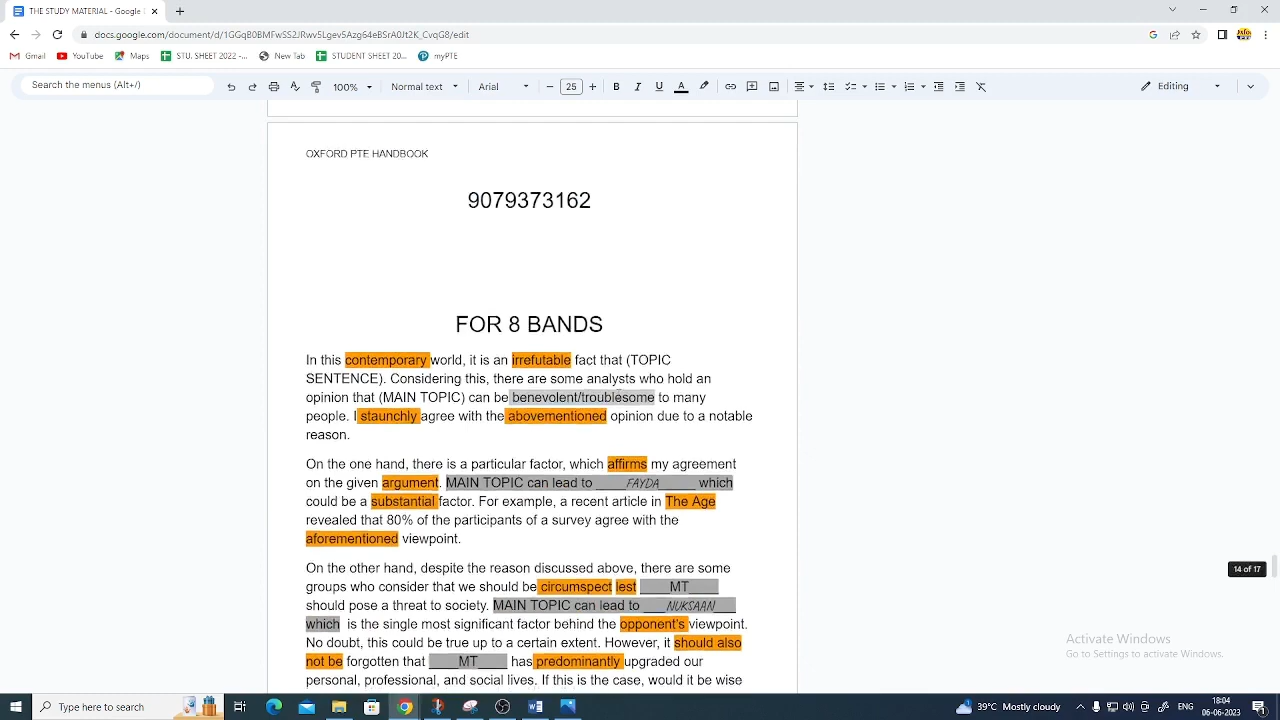 THE STUDY MATERIAL - Google
docs.google.com/document/d/1GGqB0BMFwSS2JRwv5Lgev5Azg64eBSrA0Jt2K_CvqG8/edit
Gmail YouTube Maps STU. SHEET 2022 -... New Tab STUDENT SHEET 20... myPTE
Search the menus (Alt+/) 100% Normal text Arial 25 B I U A Editing
OXFORD PTE HANDBOOK
9079373162
FOR 8 BANDS
In this contemporary world, it is an irrefutable fact that (TOPIC
SENTENCE). Considering this, there are some analysts who hold an
opinion that (MAIN TOPIC) can be benevolent/troublesome to many
people. I staunchly agree with the abovementioned opinion due to a notable
reason.
On the one hand, there is a particular factor, which affirms my agreement
on the given argument. MAIN TOPIC can lead to ____FAYDA____ which
could be a substantial factor. For example, a recent article in The Age
revealed that 80% of the participants of a survey agree with the
aforementioned viewpoint.
On the other hand, despite the reason discussed above, there are some
groups who consider that we should be circumspect lest ____MT____
should pose a threat to society. MAIN TOPIC can lead to ___NUKSAAN___
which is the single most significant factor behind the opponent's viewpoint.
No doubt, this could be true up to a certain extent. However, it should also
not be forgotten that ____MT____ has predominantly upgraded our
personal, professional, and social lives. If this is the case, would it be wise
14 of 17
Activate Windows
Go to Settings to activate Windows.
Type here to search
39°C Mostly cloudy
ENG
18:04
06-06-2023